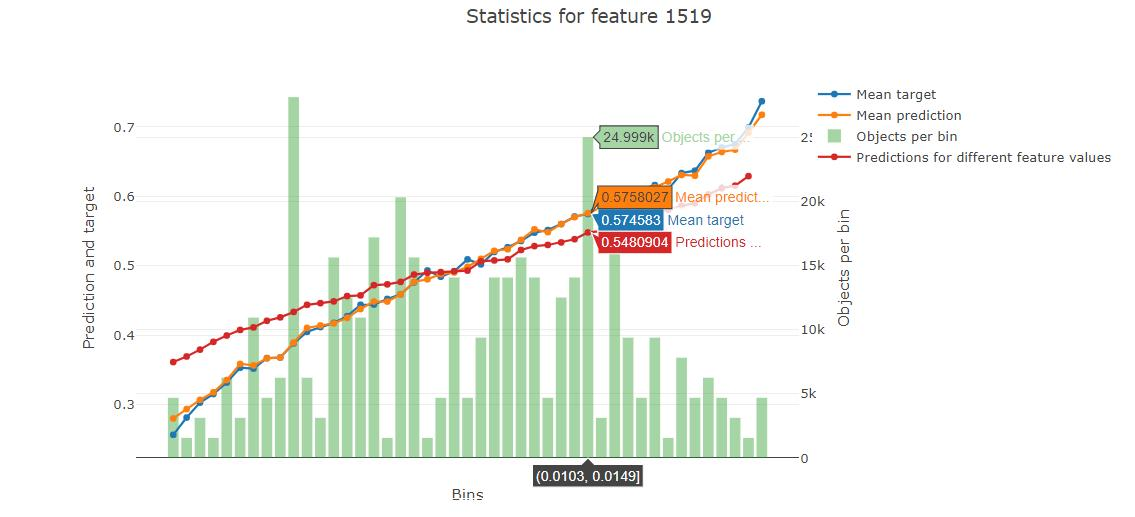 Statistics for feature 1519
Mean target
Mean prediction
Objects per bin
Predictions for different feature values
0.7
0.6
0.5
0.4
0.3
Prediction and target
24.999k Objects per ...
0.5758027 Mean predict...
0.574583 Mean target
0.5480904 Predictions ...
20k
15k
10k
5k
0
Objects per bin
(0.0103, 0.0149]
Bins